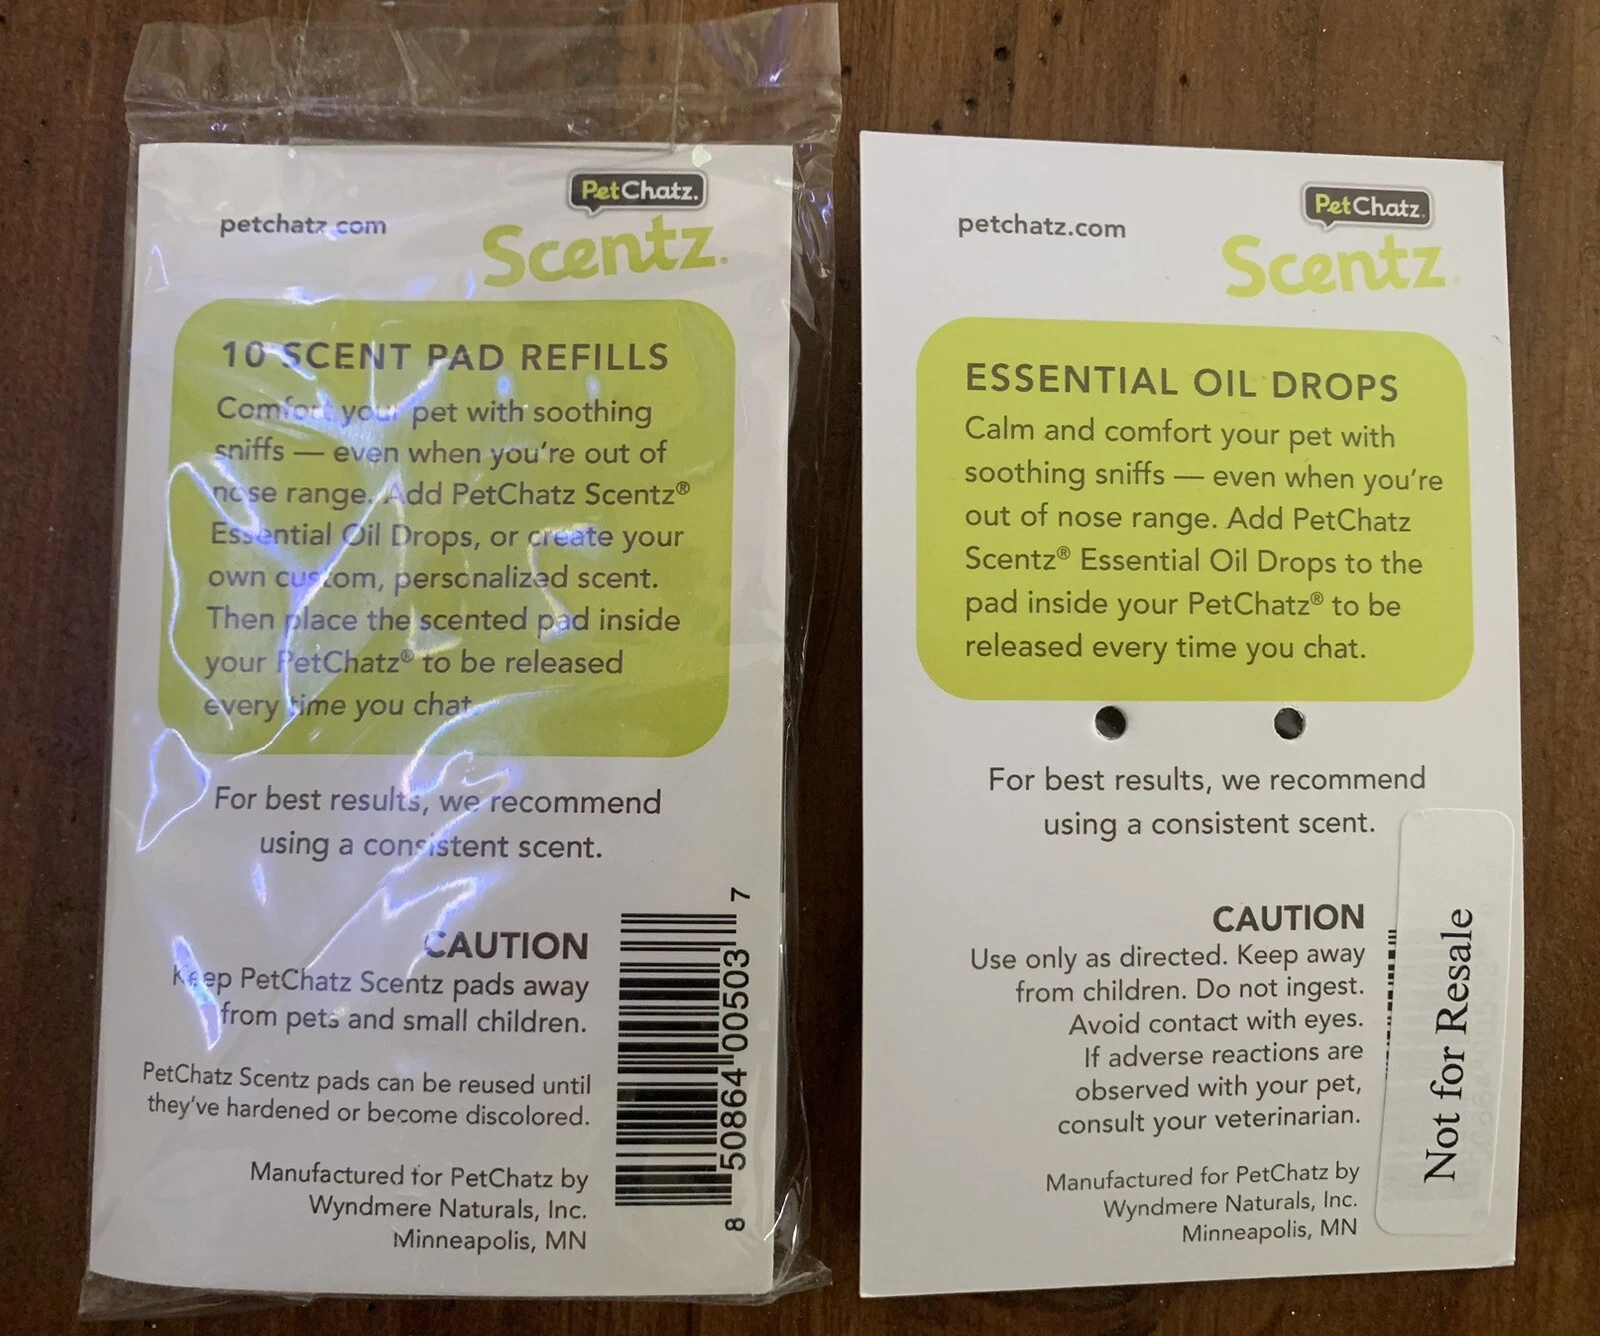 petchatz.com
PetChatz.
Scentz.
10 SCENT PAD REFILLS
Comfort your pet with soothing
sniffs — even when you're out of
nose range. Add PetChatz Scentz®
Essential Oil Drops, or create your
own custom, personalized scent.
Then place the scented pad inside
your PetChatz® to be released
every time you chat.
For best results, we recommend
using a consistent scent.
CAUTION
Keep PetChatz Scentz pads away
from pets and small children.
PetChatz Scentz pads can be reused until
they've hardened or become discolored.
Manufactured for PetChatz by
Wyndmere Naturals, Inc.
Minneapolis, MN
8 50864 00503 7
petchatz.com
PetChatz.
Scentz.
ESSENTIAL OIL DROPS
Calm and comfort your pet with
soothing sniffs — even when you're
out of nose range. Add PetChatz
Scentz® Essential Oil Drops to the
pad inside your PetChatz® to be
released every time you chat.
For best results, we recommend
using a consistent scent.
CAUTION
Use only as directed. Keep away
from children. Do not ingest.
Avoid contact with eyes.
If adverse reactions are
observed with your pet,
consult your veterinarian.
Manufactured for PetChatz by
Wyndmere Naturals, Inc.
Minneapolis, MN
Not for Resale